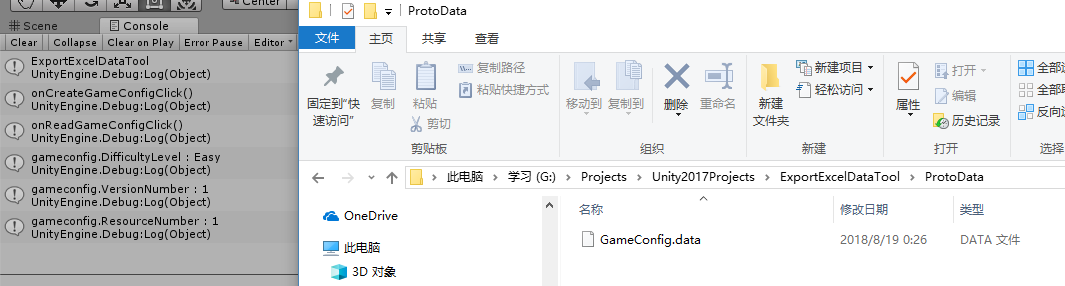 Center
Scene
Console
Clear
Collapse
Clear on Play
Error Pause
Editor
ExportExcelDataTool
UnityEngine.Debug:Log(Object)
onCreateGameConfigClick()
UnityEngine.Debug:Log(Object)
onReadGameConfigClick()
UnityEngine.Debug:Log(Object)
gameconfig.DifficultyLevel : Easy
UnityEngine.Debug:Log(Object)
gameconfig.VersionNumber : 1
UnityEngine.Debug:Log(Object)
gameconfig.ResourceNumber : 1
UnityEngine.Debug:Log(Object)
ProtoData
文件
主页
共享
查看
固定到"快
速访问"
复制
粘贴
复制路径
粘贴快捷方式
剪切
剪贴板
移动到
复制到
删除
重命名
组织
新建
文件夹
新建项目
轻松访问
新建
属性
打开
编辑
历史记录
打开
全部
全部
反向
选择
此电脑
学习 (G:)
Projects
Unity2017Projects
ExportExcelDataTool
ProtoData
OneDrive
此电脑
3D 对象
名称
修改日期
类型
GameConfig.data
2018/8/19 0:26
DATA 文件